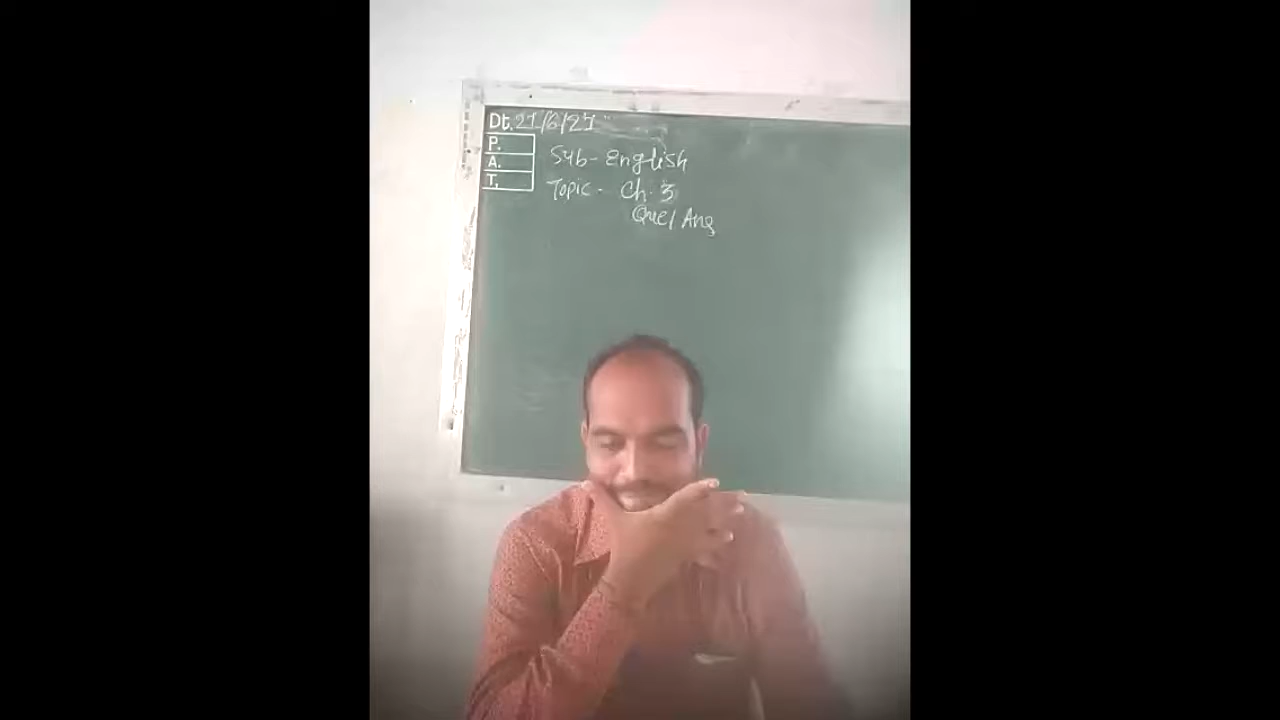 Dt. 21/6/21
P.
A.
T.
Sub- English
Topic - Ch. 3
Que/Ans